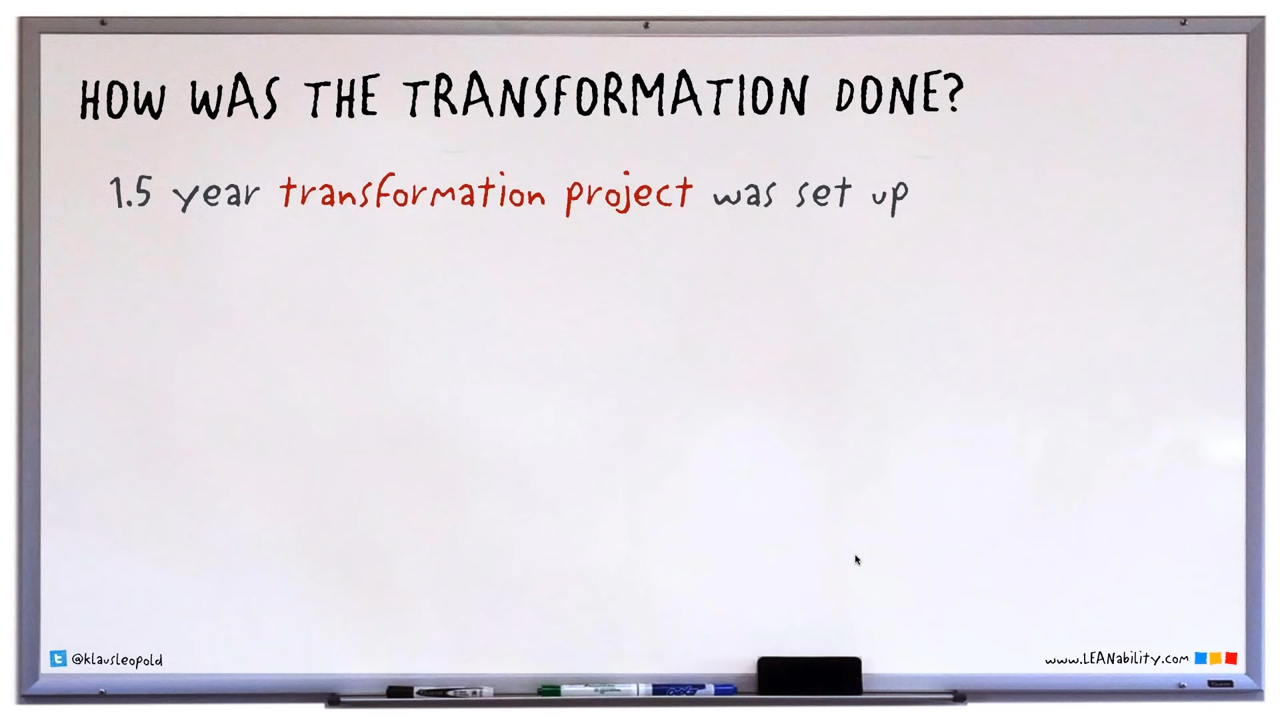 HOW WAS THE TRANSFORMATION DONE?
1.5 year transformation project was set up
@klausleopold
www.LEANability.com